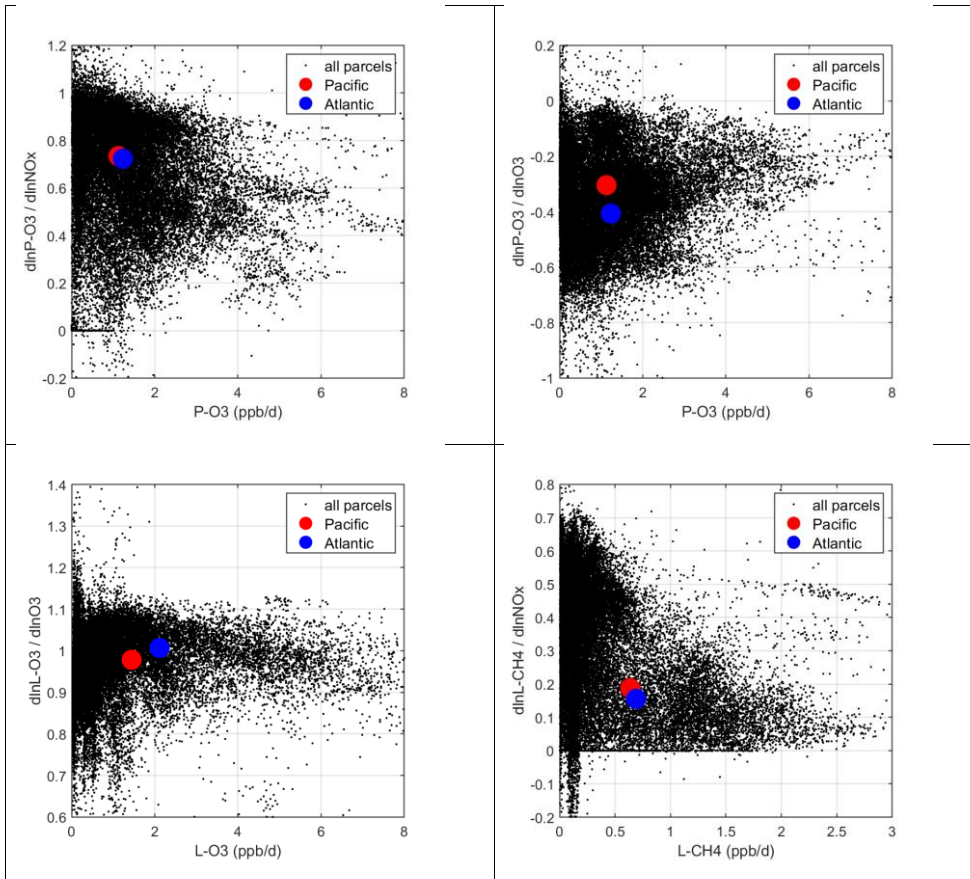 1.2
1
0.8
0.6
0.4
0.2
0
-0.2
dlnP-O3 / dlnNOx
all parcels
Pacific
Atlantic
0 2 4 6 8
P-O3 (ppb/d)
0.2
0
-0.2
-0.4
-0.6
-0.8
-1
dlnP-O3 / dlnO3
all parcels
Pacific
Atlantic
0 2 4 6 8
P-O3 (ppb/d)
1.4
1.3
1.2
1.1
1
0.9
0.8
0.7
0.6
dlnL-O3 / dlnO3
all parcels
Pacific
Atlantic
0 2 4 6 8
L-O3 (ppb/d)
0.8
0.7
0.6
0.5
0.4
0.3
0.2
0.1
0
-0.1
-0.2
dlnL-CH4 / dlnNOx
all parcels
Pacific
Atlantic
0 0.5 1 1.5 2 2.5 3
L-CH4 (ppb/d)